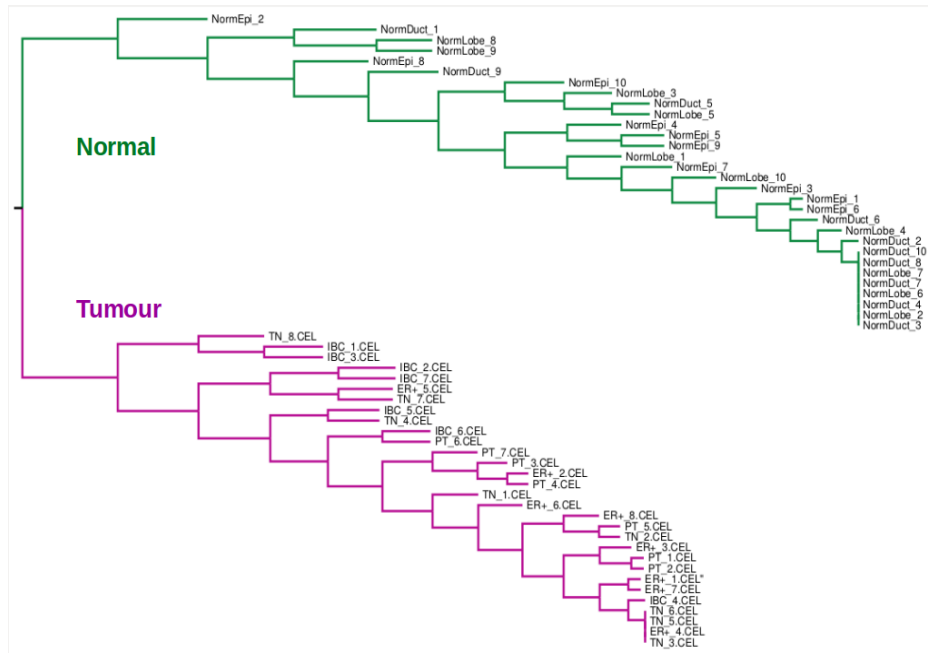 NormEpi_2
NormDuct_1
NormLobe_8
NormLobe_9
NormEpi_8
NormDuct_9
NormEpi_10
NormLobe_3
NormDuct_5
NormLobe_5
NormEpi_4
NormEpi_5
NormEpi_9
Normal
NormLobe_1
NormEpi_7
NormLobe_10
NormEpi_3
NormEpi_1
NormEpi_6
NormDuct_6
NormLobe_4
NormDuct_2
NormDuct_10
NormDuct_8
NormLobe_7
NormDuct_7
NormLobe_6
NormDuct_4
NormLobe_2
NormDuct_3
Tumour
TN_8.CEL
IBC_1.CEL
IBC_3.CEL
IBC_2.CEL
IBC_7.CEL
ER+_5.CEL
TN_7.CEL
IBC_5.CEL
TN_4.CEL
IBC_6.CEL
PT_6.CEL
PT_7.CEL
PT_3.CEL
ER+_2.CEL
PT_4.CEL
TN_1.CEL
ER+_6.CEL
ER+_8.CEL
PT_5.CEL
TN_2.CEL
ER+_3.CEL
PT_1.CEL
PT_2.CEL
ER+_1.CEL"
ER+_7.CEL
IBC_4.CEL
TN_6.CEL
TN_5.CEL
ER+_4.CEL
TN_3.CEL